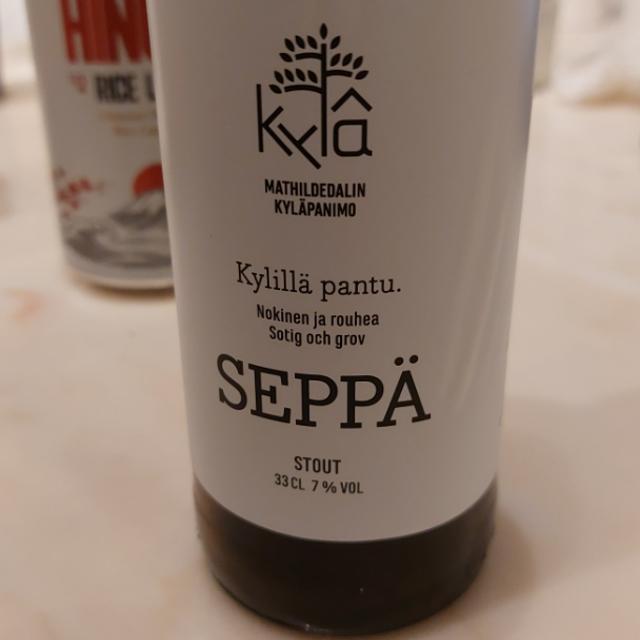 RICE
kylâ
MATHILDEDALIN
KYLÄPANIMO
Kylillä pantu.
Nokinen ja rouhea
Sotig och grov
SEPPÄ
STOUT
33 CL 7 % VOL